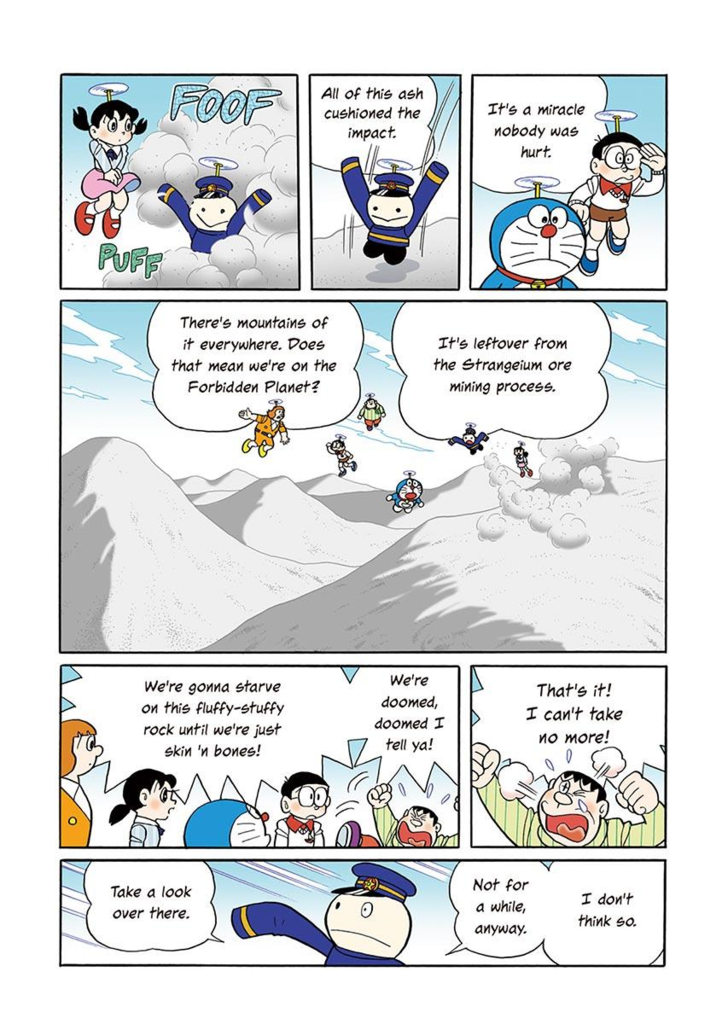 It's a miracle
nobody was
hurt.
All of this ash
cushioned the
impact.
FOOF
PUFF
It's leftover from
the Strangeium ore
mining process.
There's mountains of
it everywhere. Does
that mean we're on the
Forbidden Planet?
That's it!
I can't take
no more!
We're
doomed,
doomed I
tell ya!
We're gonna starve
on this fluffy-stuffy
rock until we're just
skin 'n bones!
I don't
think so.
Not for
a while,
anyway.
Take a look
over there.